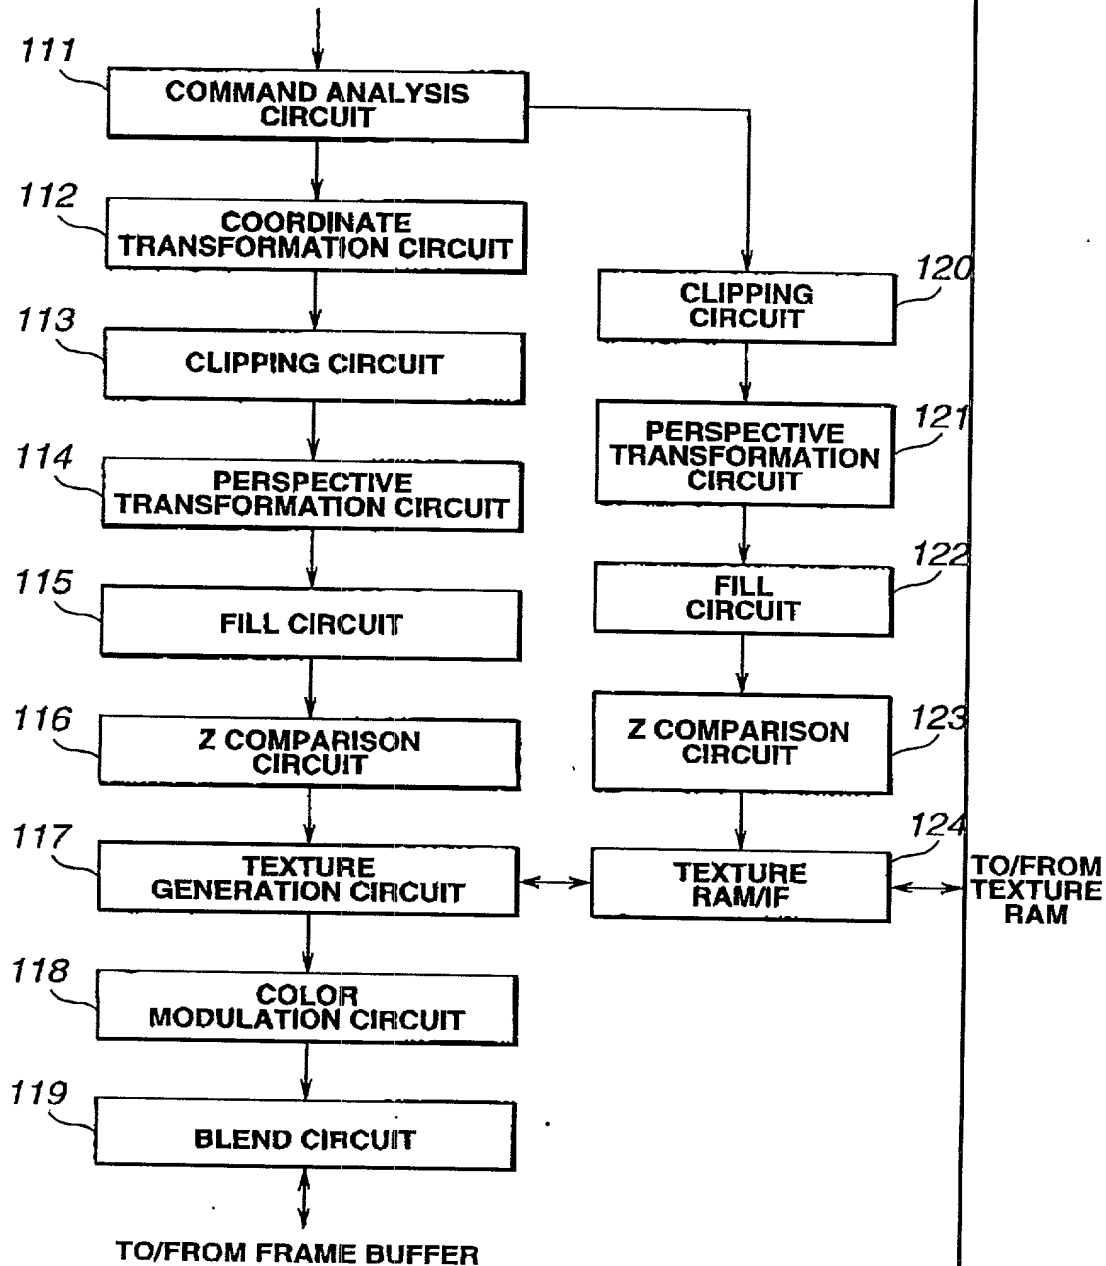 111
COMMAND ANALYSIS
CIRCUIT
112
COORDINATE
TRANSFORMATION CIRCUIT
113
CLIPPING CIRCUIT
114
PERSPECTIVE
TRANSFORMATION CIRCUIT
115
FILL CIRCUIT
116
Z COMPARISON
CIRCUIT
117
TEXTURE
GENERATION CIRCUIT
118
COLOR
MODULATION CIRCUIT
119
BLEND CIRCUIT
TO/FROM FRAME BUFFER
120
CLIPPING
CIRCUIT
121
PERSPECTIVE
TRANSFORMATION
CIRCUIT
122
FILL
CIRCUIT
123
Z COMPARISON
CIRCUIT
124
TEXTURE
RAM/IF
TO/FROM
TEXTURE
RAM